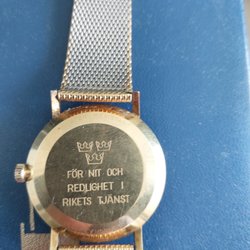 FÖR NIT OCH
REDLIGHET I
RIKETS TJÄNST